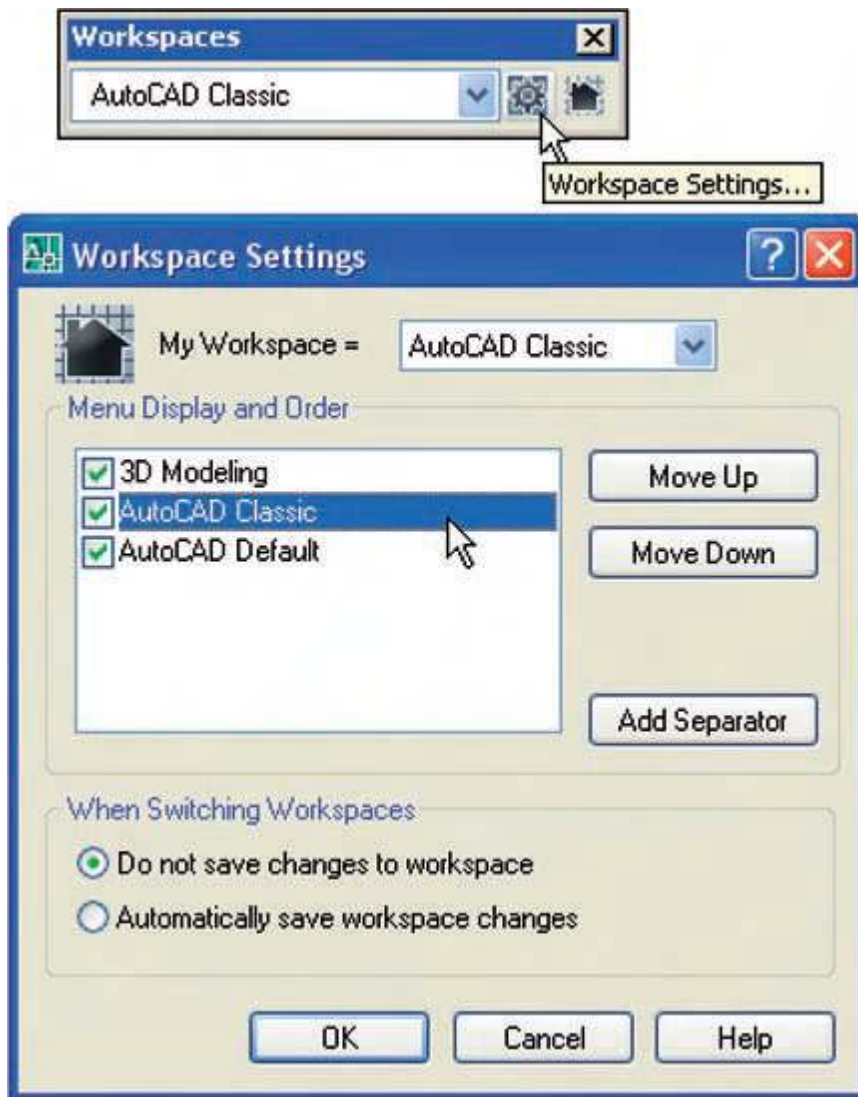 Workspaces
AutoCAD Classic
Workspace Settings...
Workspace Settings
?
My Workspace = AutoCAD Classic
Menu Display and Order
3D Modeling
AutoCAD Classic
AutoCAD Default
Move Up
Move Down
Add Separator
When Switching Workspaces
Do not save changes to workspace
Automatically save workspace changes
OK Cancel Help